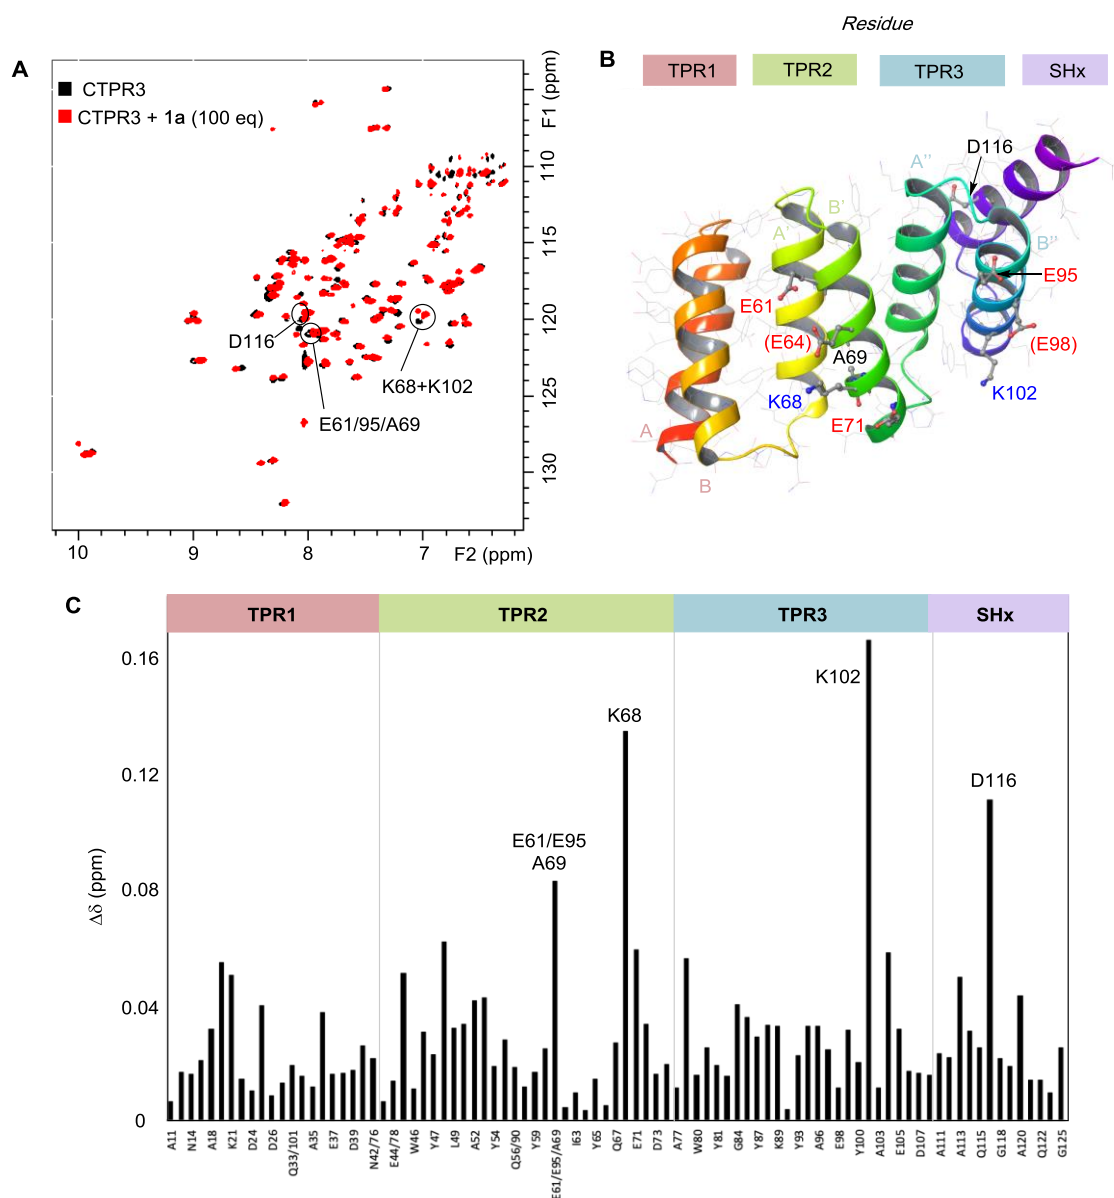 Residue
A
CTPR3
CTPR3 + 1a (100 eq)
F1 (ppm)
110
115
120
125
130
D116
E61/95/A69
K68+K102
10
9
8
7
F2 (ppm)
B
TPR1
TPR2
TPR3
SHx
D116
A''
B'
A'
B''
E95
E61
(E64)
A69
(E98)
K68
K102
E71
A
B
C
TPR1
TPR2
TPR3
SHx
0.16
0.12
0.08
0.04
0
Δδ (ppm)
E61/E95
A69
K68
K102
D116
A11
N14
A18
K21
D24
D26
Q33/101
A35
E37
D39
N42/76
E44/78
W46
Y47
L49
A52
Y54
Q56/90
Y59
E61/E95/A69
I63
Y65
Q67
E71
D73
A77
W80
Y81
G84
Y87
K89
Y93
A96
E98
Y100
A103
E105
D107
A111
A113
Q115
G118
A120
Q122
G125